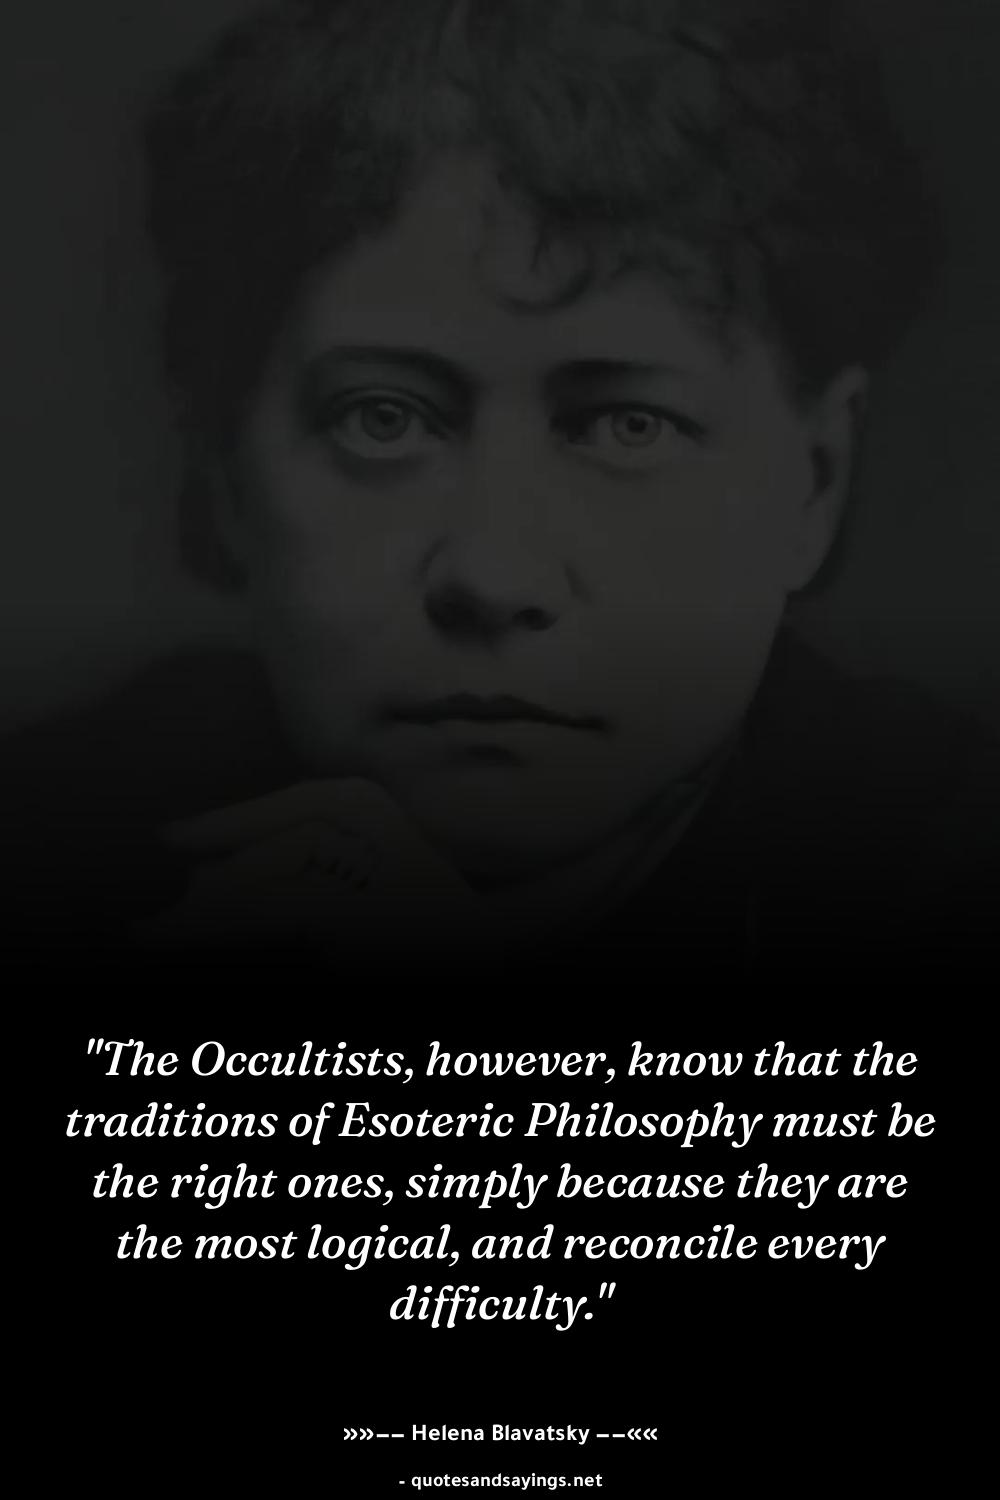 "The Occultists, however, know that the
traditions of Esoteric Philosophy must be
the right ones, simply because they are
the most logical, and reconcile every
difficulty."
»»–– Helena Blavatsky ––««
- quotesandsayings.net